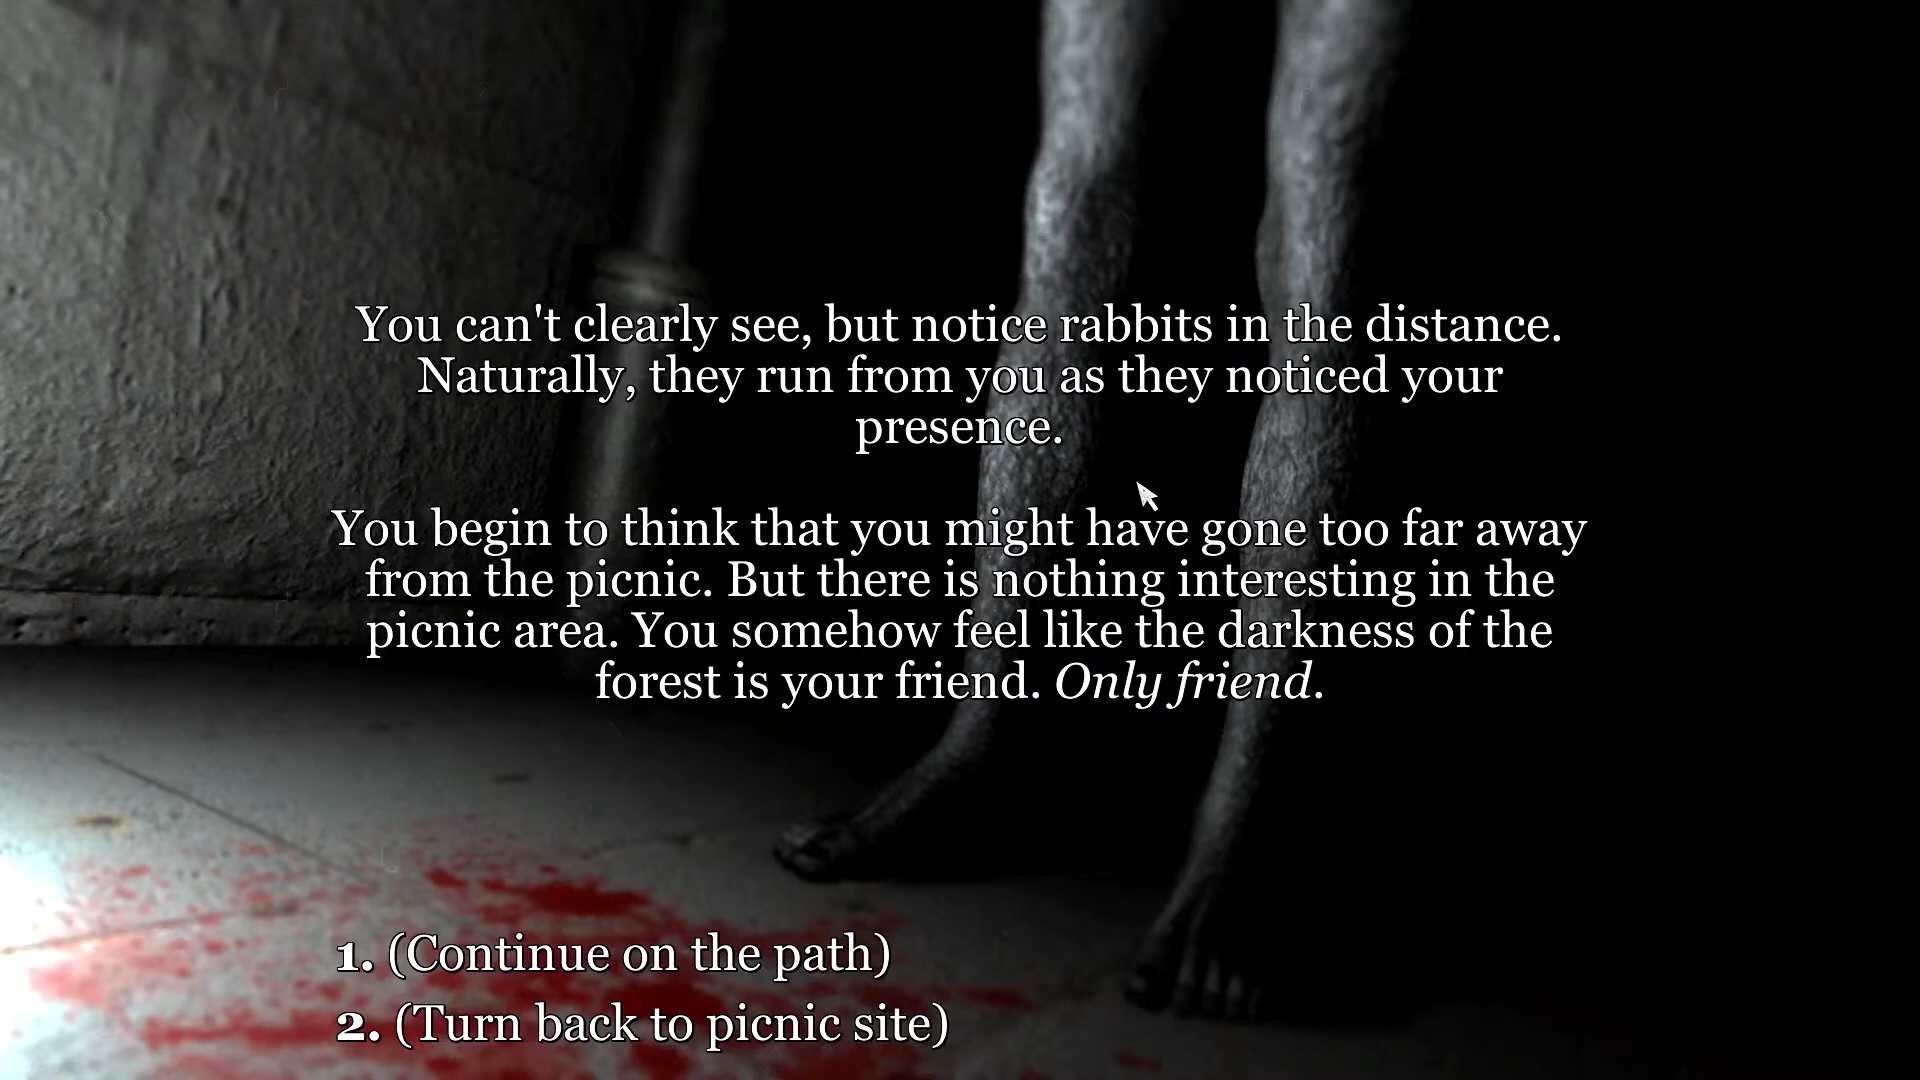 You can't clearly see, but notice rabbits in the distance.
Naturally, they run from you as they noticed your
presence.
You begin to think that you might have gone too far away
from the picnic. But there is nothing interesting in the
picnic area. You somehow feel like the darkness of the
forest is your friend. Only friend.
1. (Continue on the path)
2. (Turn back to picnic site)